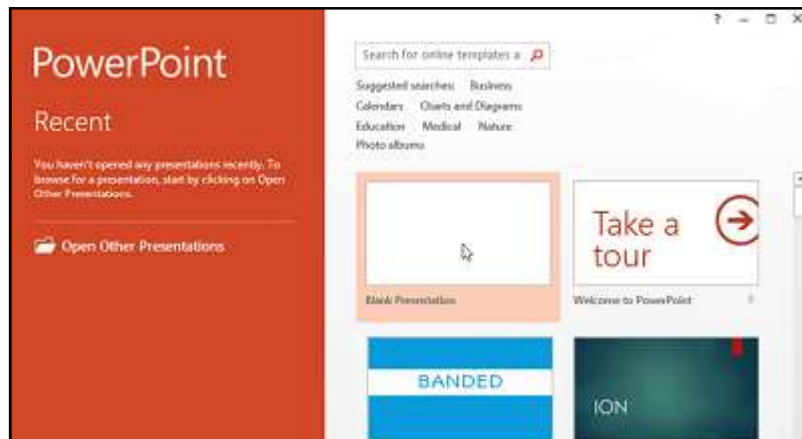 ?
PowerPoint
Search for online templates a
Recent
Suggested searches: Business
Calendars Charts and Diagrams
Education Medical Nature
Photo albums
You haven't opened any presentations recently. To
browse for a presentation, start by clicking on Open
Other Presentations.
Open Other Presentations
Take a
tour
Blank Presentation
Welcome to PowerPoint
BANDED
ION